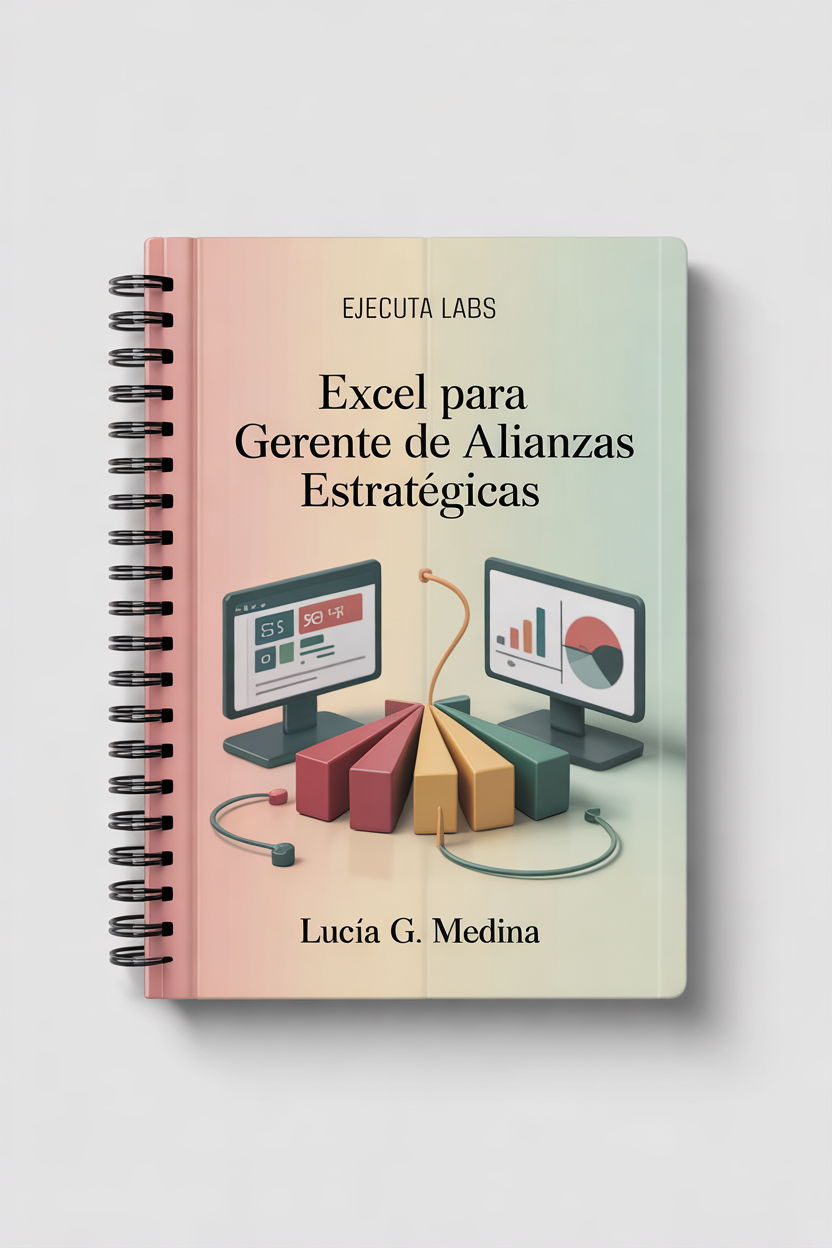 EJECUTA LABS
Excel para
Gerente de Alianzas
Estratégicas
Lucía G. Medina